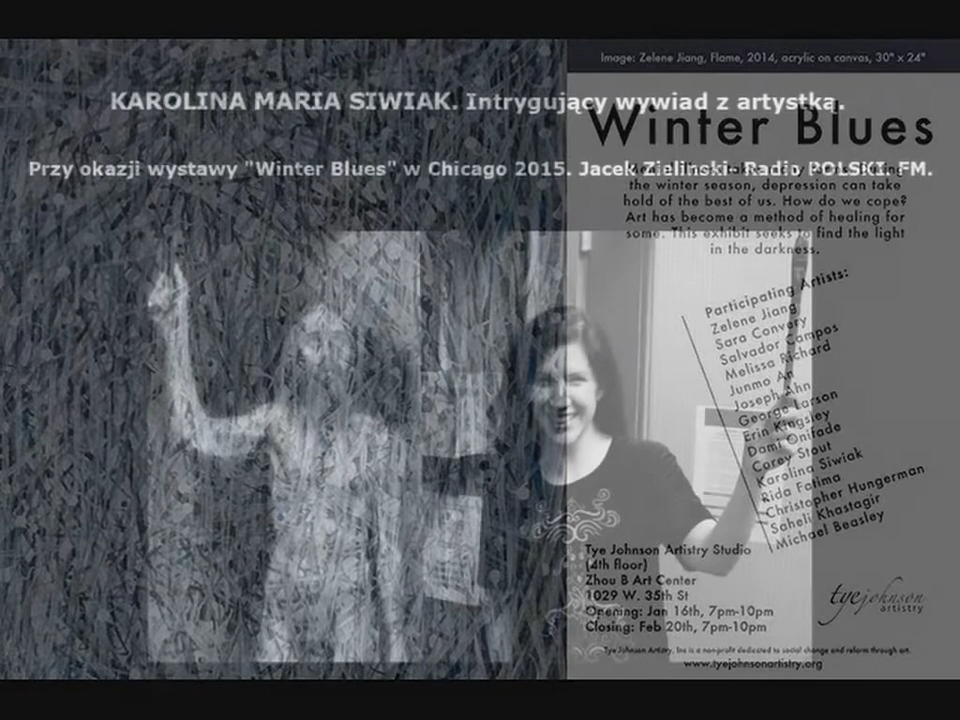 Image: Zelene Jiang, Flame, 2014, acrylic on canvas, 30" x 24"
KAROLINA MARIA SIWIAK. Intrygujący wywiad z artystką.
Winter Blues
Przy okazji wystawy "Winter Blues" w Chicago 2015. Jacek Zielinski. Radio POLSKI. FM.
the winter season, depression can take
hold of the best of us. How do we cope?
Art has become a method of healing for
some. This exhibit seeks to find the light
in the darkness.
Participating Artists:
Zelene Jiang
Sara Convery
Salvador Campos
Melissa Richard
Junmo An
Joseph Ahn
George Larson
Erin Kingsley
Dami Onifade
Corey Stout
Karolina Siwiak
Rida Fatima
Christopher Hungerman
Saheli Khastagir
Michael Beasley
Tye Johnson Artistry Studio
(4th floor)
Zhou B Art Center
1029 W. 35th St
Opening: Jan 16th, 7pm-10pm
Closing: Feb 20th, 7pm-10pm
tyejohnson
artistry
Tye Johnson Artistry, Inc is a nonprofit dedicated to social change and reform through art.
www.tyejohnsonartistry.org